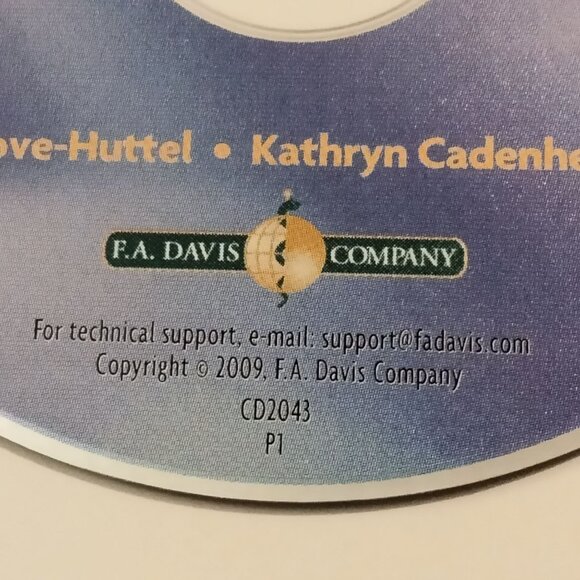 ove-Huttel • Kathryn Cadenhe
F.A. DAVIS COMPANY
For technical support, e-mail: support@fadavis.com
Copyright © 2009, F.A. Davis Company
CD2043
P1